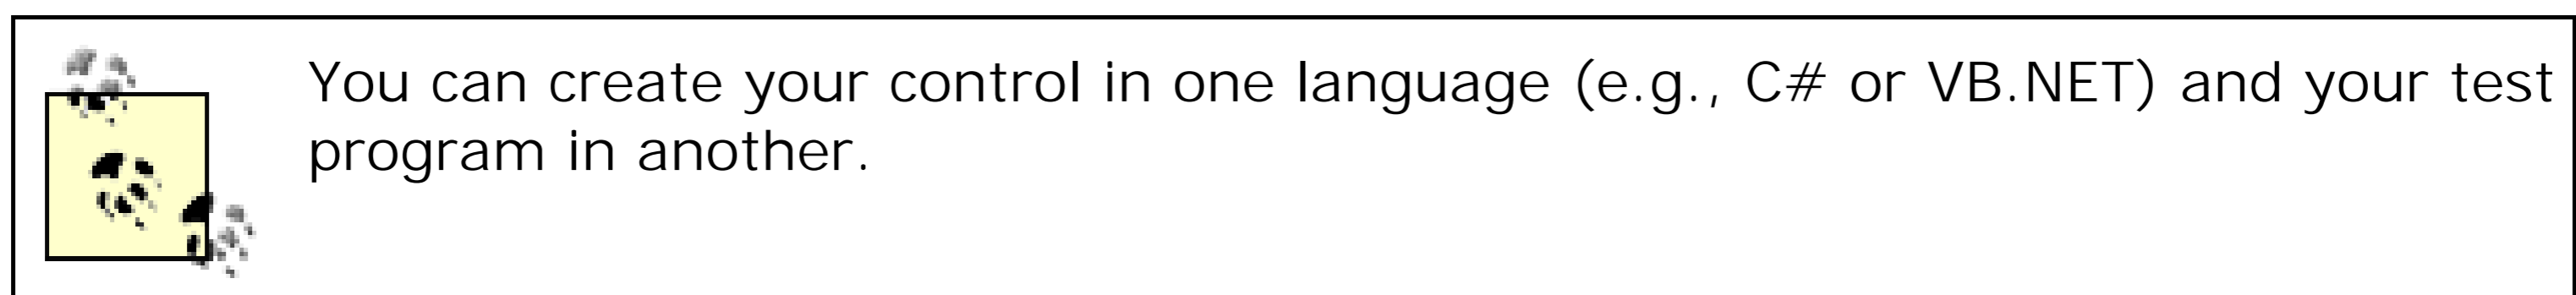 You can create your control in one language (e.g., C# or VB.NET) and your test
program in another.